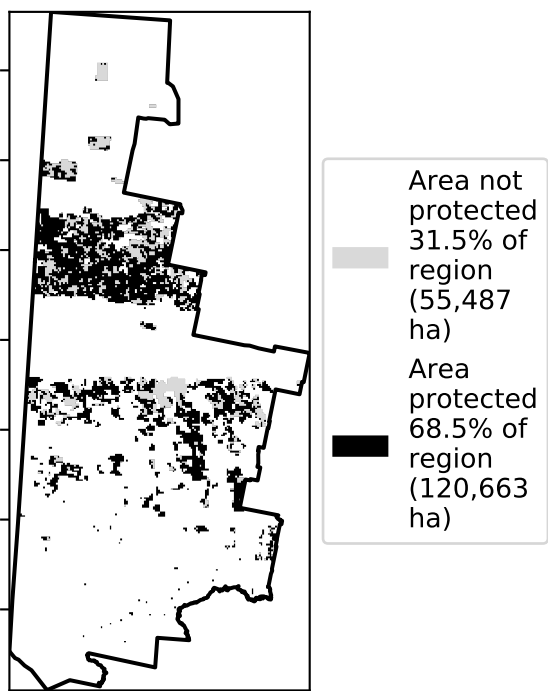 Area not
protected
31.5% of
region
(55,487
ha)
Area
protected
68.5% of
region
(120,663
ha)